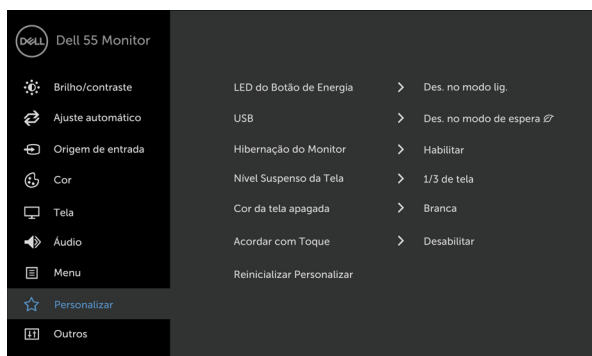 DELL Dell 55 Monitor
Brilho/contraste
Ajuste automático
Origem de entrada
Cor
Tela
Áudio
Menu
Personalizar
Outros
LED do Botão de Energia > Des. no modo lig.
USB > Des. no modo de espera
Hibernação do Monitor > Habilitar
Nível Suspenso da Tela > 1/3 de tela
Cor da tela apagada > Branca
Acordar com Toque > Desabilitar
Reinicializar Personalizar